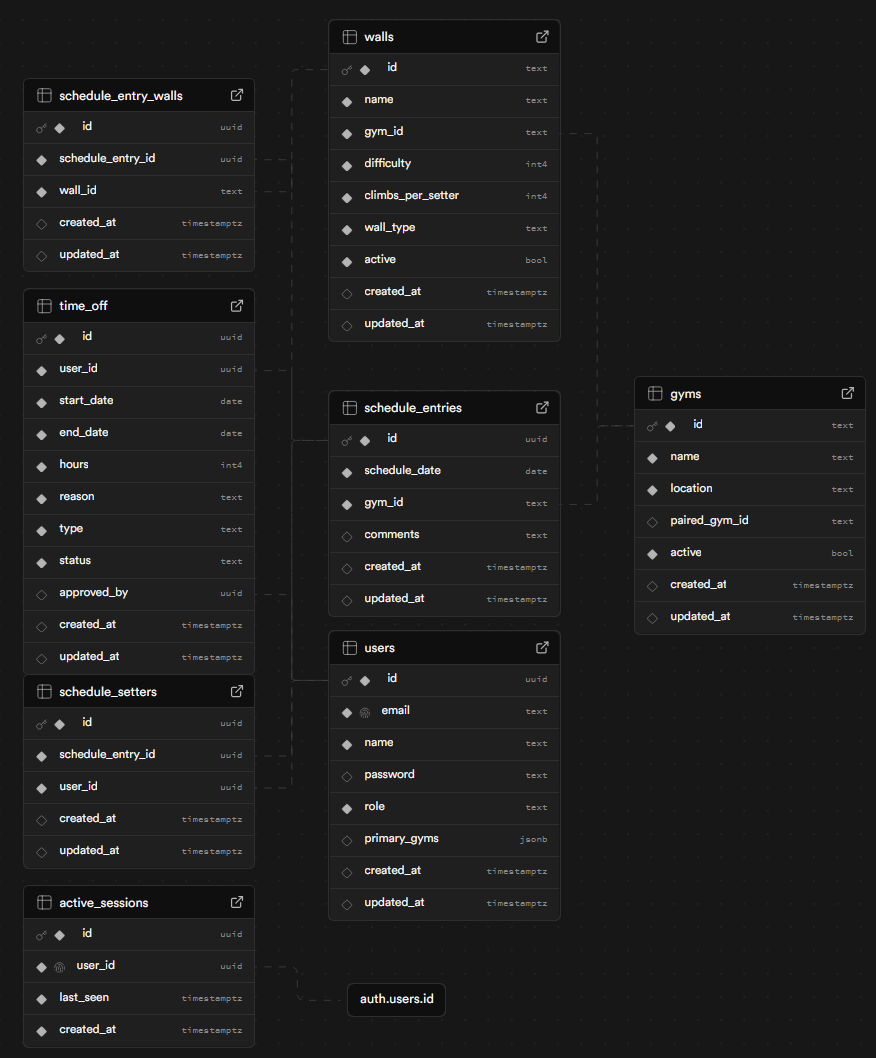 walls
id text
name text
gym_id text
difficulty int4
climbs_per_setter int4
wall_type text
active bool
created_at timestamptz
updated_at timestamptz
schedule_entry_walls
id uuid
schedule_entry_id uuid
wall_id text
created_at timestamptz
updated_at timestamptz
time_off
id uuid
user_id uuid
start_date date
end_date date
hours int4
reason text
type text
status text
approved_by uuid
created_at timestamptz
updated_at timestamptz
schedule_entries
id uuid
schedule_date date
gym_id text
comments text
created_at timestamptz
updated_at timestamptz
gyms
id text
name text
location text
paired_gym_id text
active bool
created_at timestamptz
updated_at timestamptz
schedule_setters
id uuid
schedule_entry_id uuid
user_id uuid
created_at timestamptz
updated_at timestamptz
users
id uuid
email text
name text
password text
role text
primary_gyms jsonb
created_at timestamptz
updated_at timestamptz
active_sessions
id uuid
user_id uuid
last_seen timestamptz
created_at timestamptz
auth.users.id